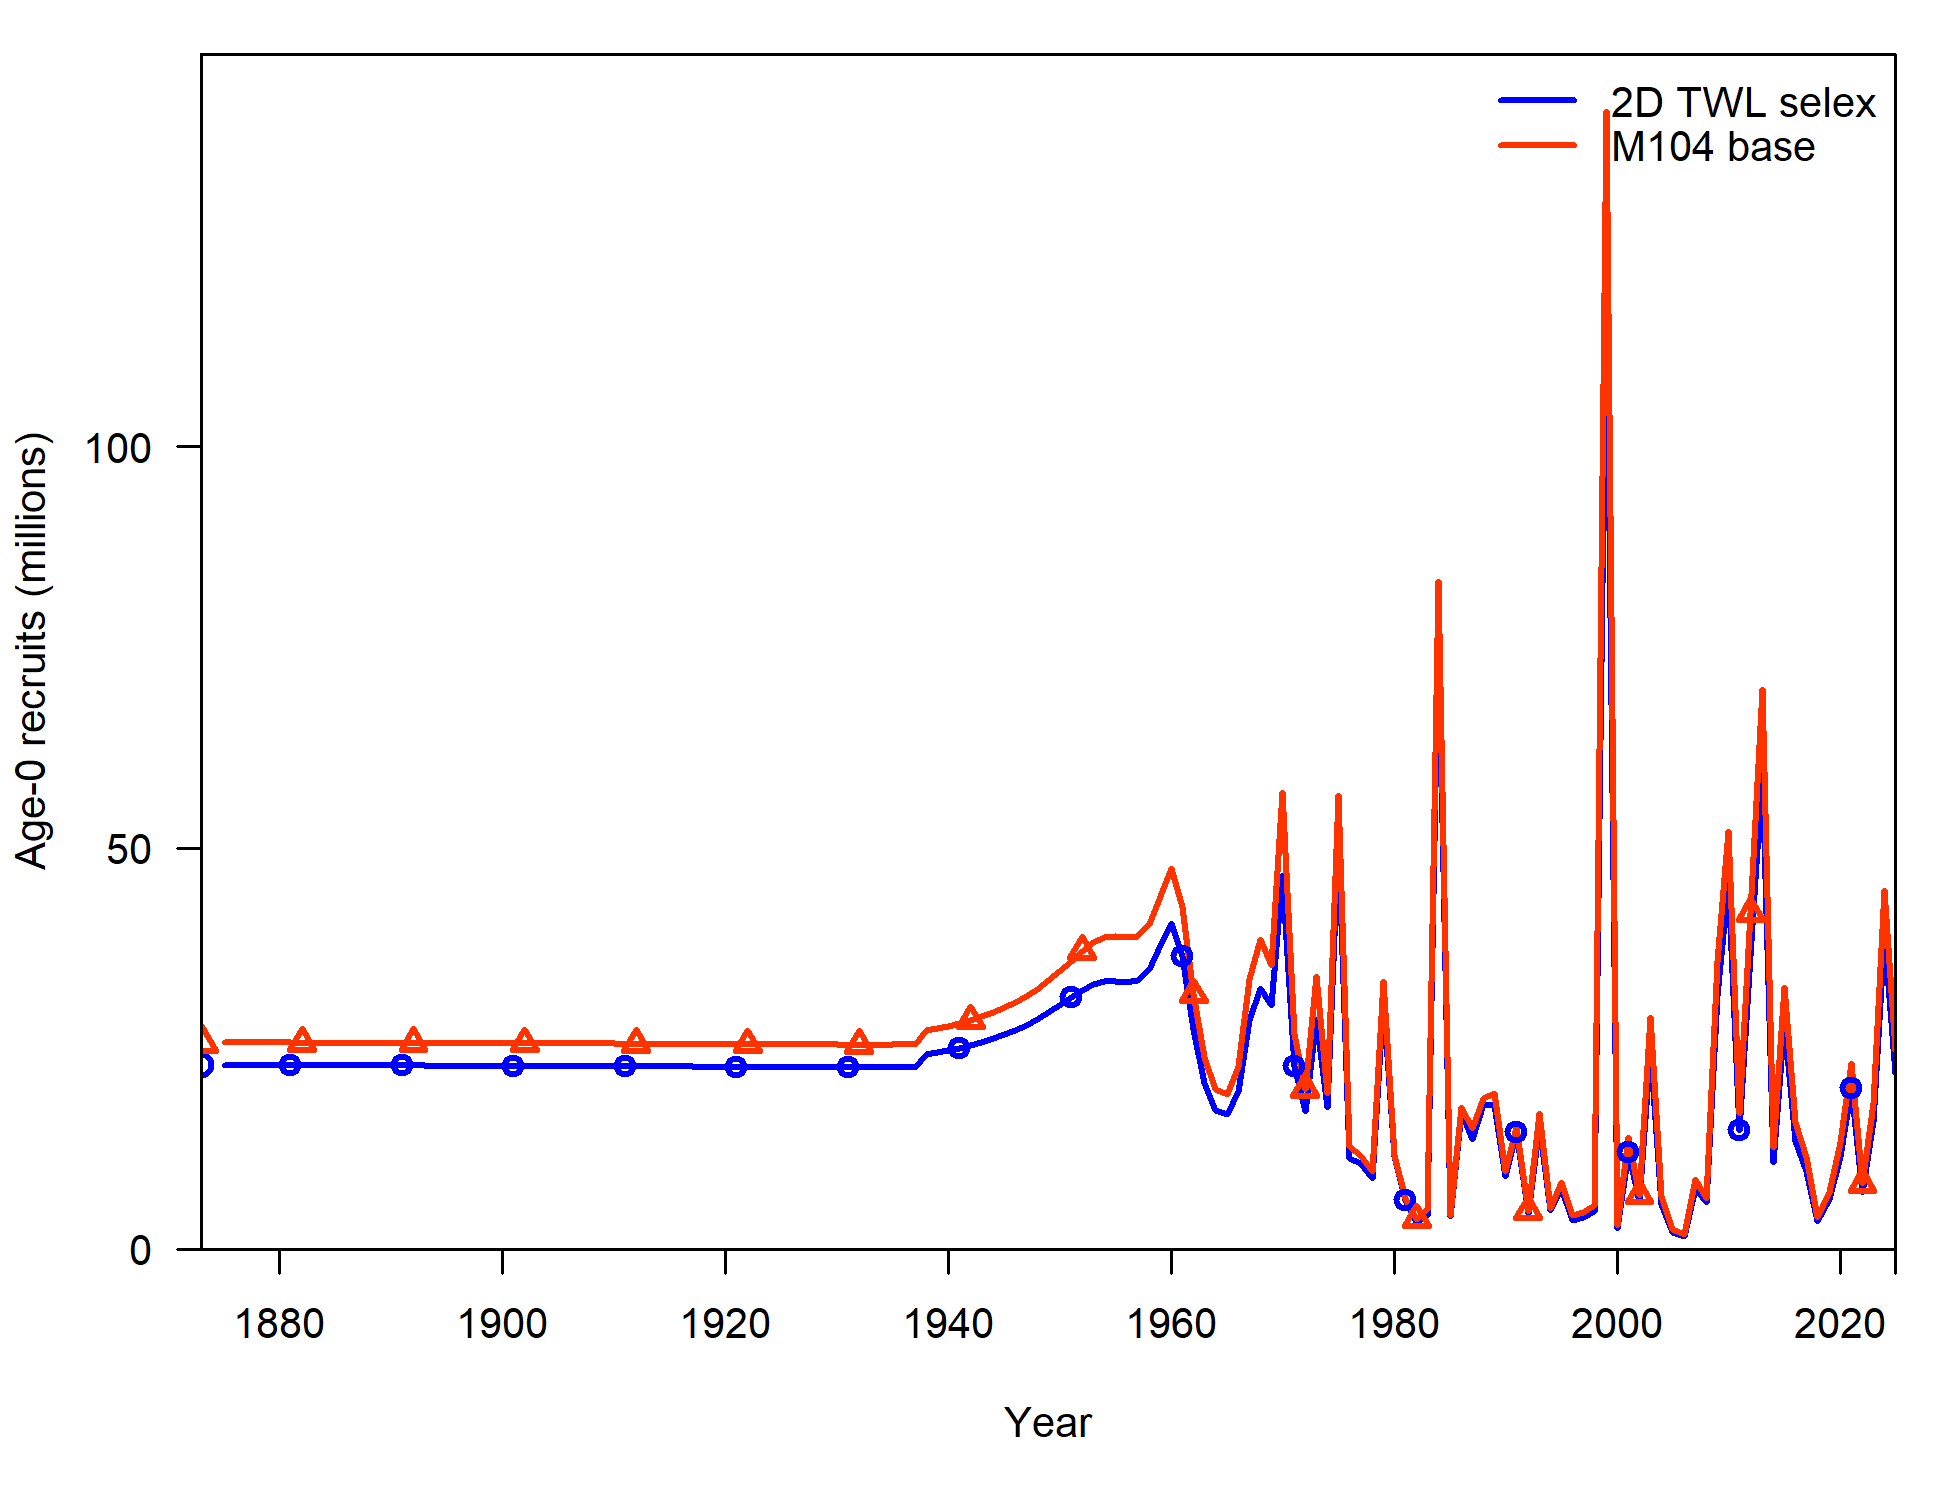 2D TWL selex
M104 base
Age-0 recruits (millions)
100
50
0
1880 1900 1920 1940 1960 1980 2000 2020
Year